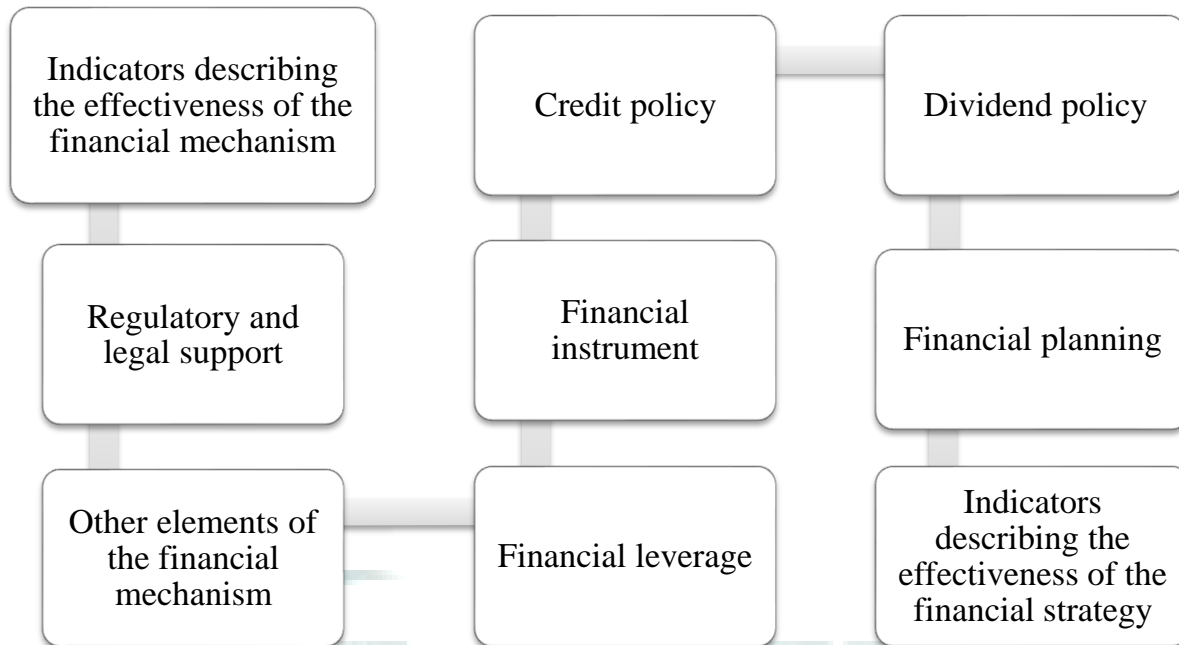 Indicators describing
the effectiveness of the
financial mechanism
Regulatory and
legal support
Other elements of
the financial
mechanism
Financial leverage
Financial
instrument
Credit policy
Dividend policy
Financial planning
Indicators
describing the
effectiveness of the
financial strategy